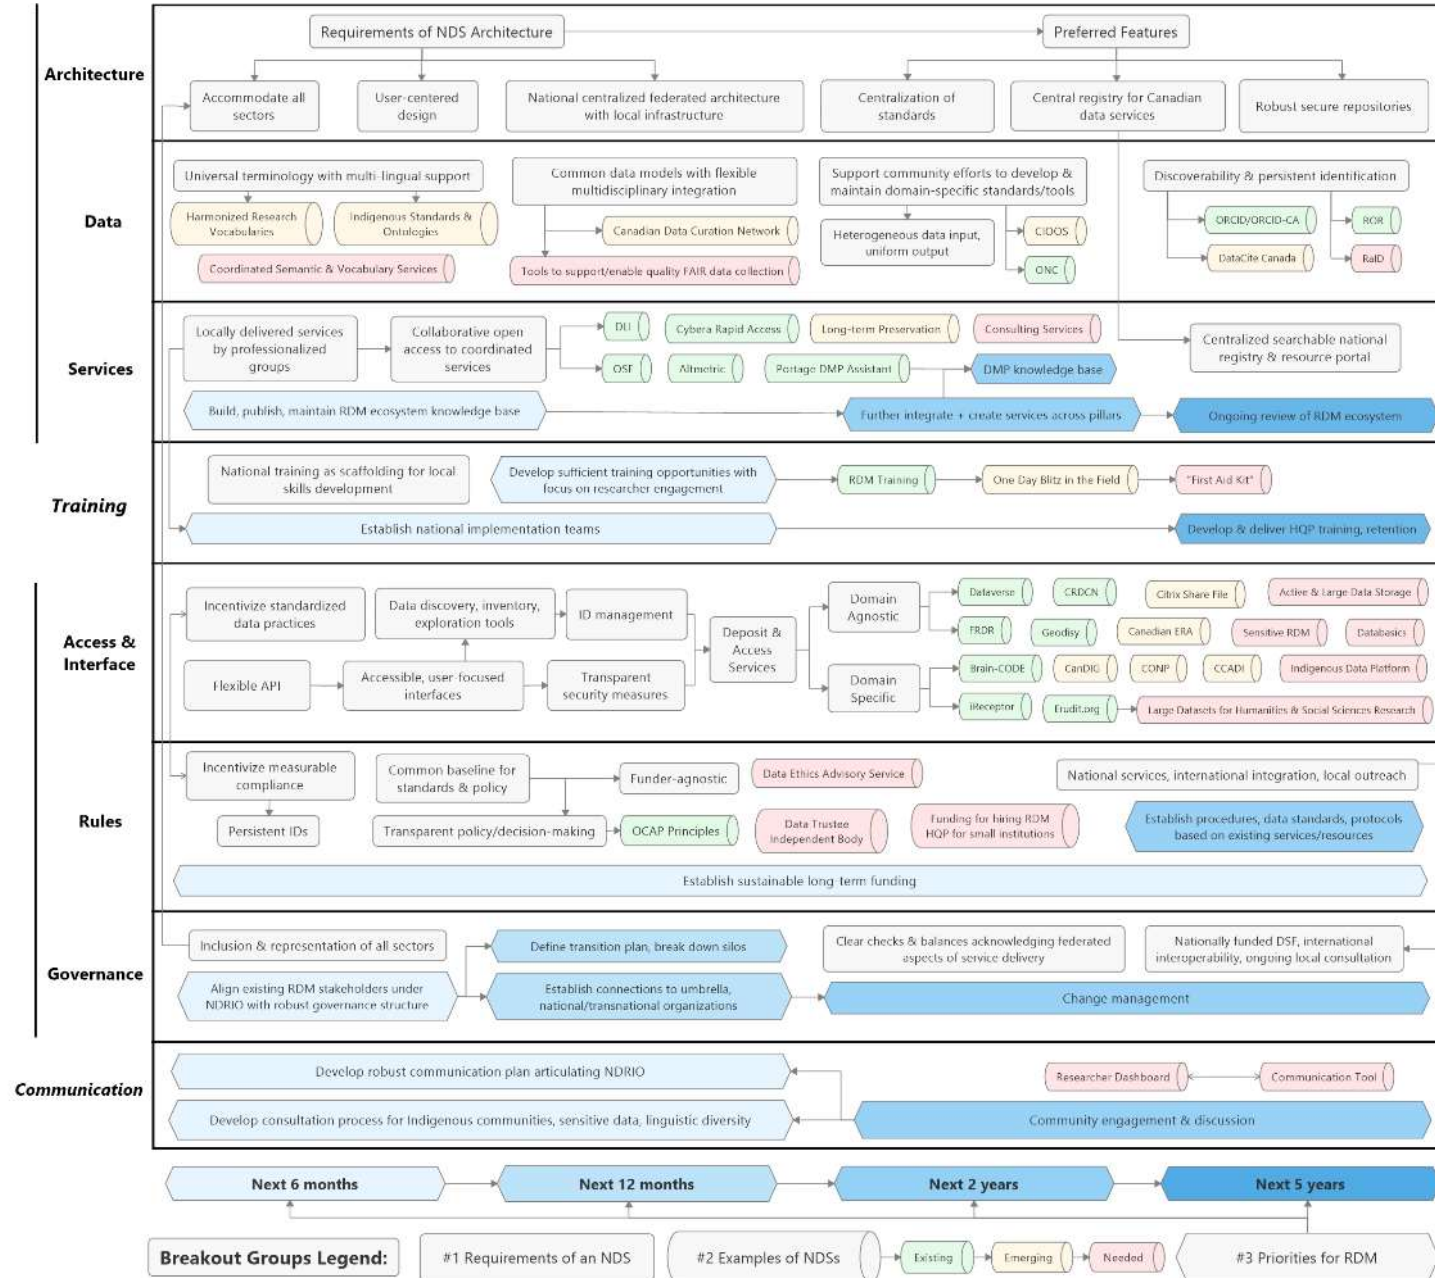 Architecture
Requirements of NDS Architecture
Preferred Features
Accommodate all
sectors
User-centered
design
National centralized federated architecture
with local infrastructure
Centralization of
standards
Central registry for Canadian
data services
Robust secure repositories
Data
Universal terminology with multi-lingual support
Harmonized Research
Vocabularies
Indigenous Standards &
Ontologies
Coordinated Semantic & Vocabulary Services
Common data models with flexible
multidisciplinary integration
Canadian Data Curation Network
Tools to support/enable quality FAIR data collection
Support community efforts to develop &
maintain domain-specific standards/tools
Heterogeneous data input,
uniform output
CIOOS
ONC
Discoverability & persistent identification
ORCID/ORCID-CA
ROR
DataCite Canada
RaID
Services
Locally delivered services
by professionalized
groups
Collaborative open
access to coordinated
services
DLI
Cybera Rapid Access
Long-term Preservation
Consulting Services
OSF
Altmetric
Portage DMP Assistant
DMP knowledge base
Centralized searchable national
registry & resource portal
Build, publish, maintain RDM ecosystem knowledge base
Further integrate + create services across pillars
Ongoing review of RDM ecosystem
Training
National training as scaffolding for local
skills development
Develop sufficient training opportunities with
focus on researcher engagement
RDM Training
One Day Blitz in the Field
"First Aid Kit"
Establish national implementation teams
Develop & deliver HQP training, retention
Access &
Interface
Incentivize standardized
data practices
Data discovery, inventory,
exploration tools
ID management
Flexible API
Accessible, user-focused
interfaces
Transparent
security measures
Deposit &
Access
Services
Domain
Agnostic
Domain
Specific
Dataverse
CRDCN
Citrix Share File
Active & Large Data Storage
FRDR
Geodisy
Canadian ERA
Sensitive RDM
Databasics
Brain-CODE
CanDIG
CONP
CCADI
Indigenous Data Platform
iReceptor
Erudit.org
Large Datasets for Humanities & Social Sciences Research
Rules
Incentivize measurable
compliance
Persistent IDs
Common baseline for
standards & policy
Funder-agnostic
Data Ethics Advisory Service
Transparent policy/decision-making
OCAP Principles
Data Trustee
Independent Body
Funding for hiring RDM
HQP for small institutions
National services, international integration, local outreach
Establish procedures, data standards, protocols
based on existing services/resources
Establish sustainable long-term funding
Governance
Inclusion & representation of all sectors
Define transition plan, break down silos
Clear checks & balances acknowledging federated
aspects of service delivery
Nationally funded DSF, international
interoperability, ongoing local consultation
Align existing RDM stakeholders under
NDRIO with robust governance structure
Establish connections to umbrella,
national/transnational organizations
Change management
Communication
Develop robust communication plan articulating NDRIO
Researcher Dashboard
Communication Tool
Develop consultation process for Indigenous communities, sensitive data, linguistic diversity
Community engagement & discussion
Next 6 months
Next 12 months
Next 2 years
Next 5 years
Breakout Groups Legend:
#1 Requirements of an NDS
#2 Examples of NDSs
Existing
Emerging
Needed
#3 Priorities for RDM